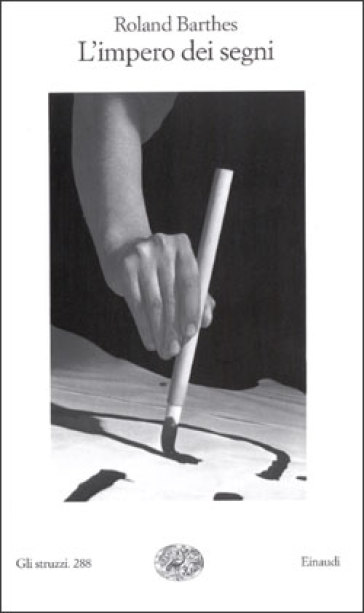 Roland Barthes
L'impero dei segni
Gli struzzi. 288
Einaudi